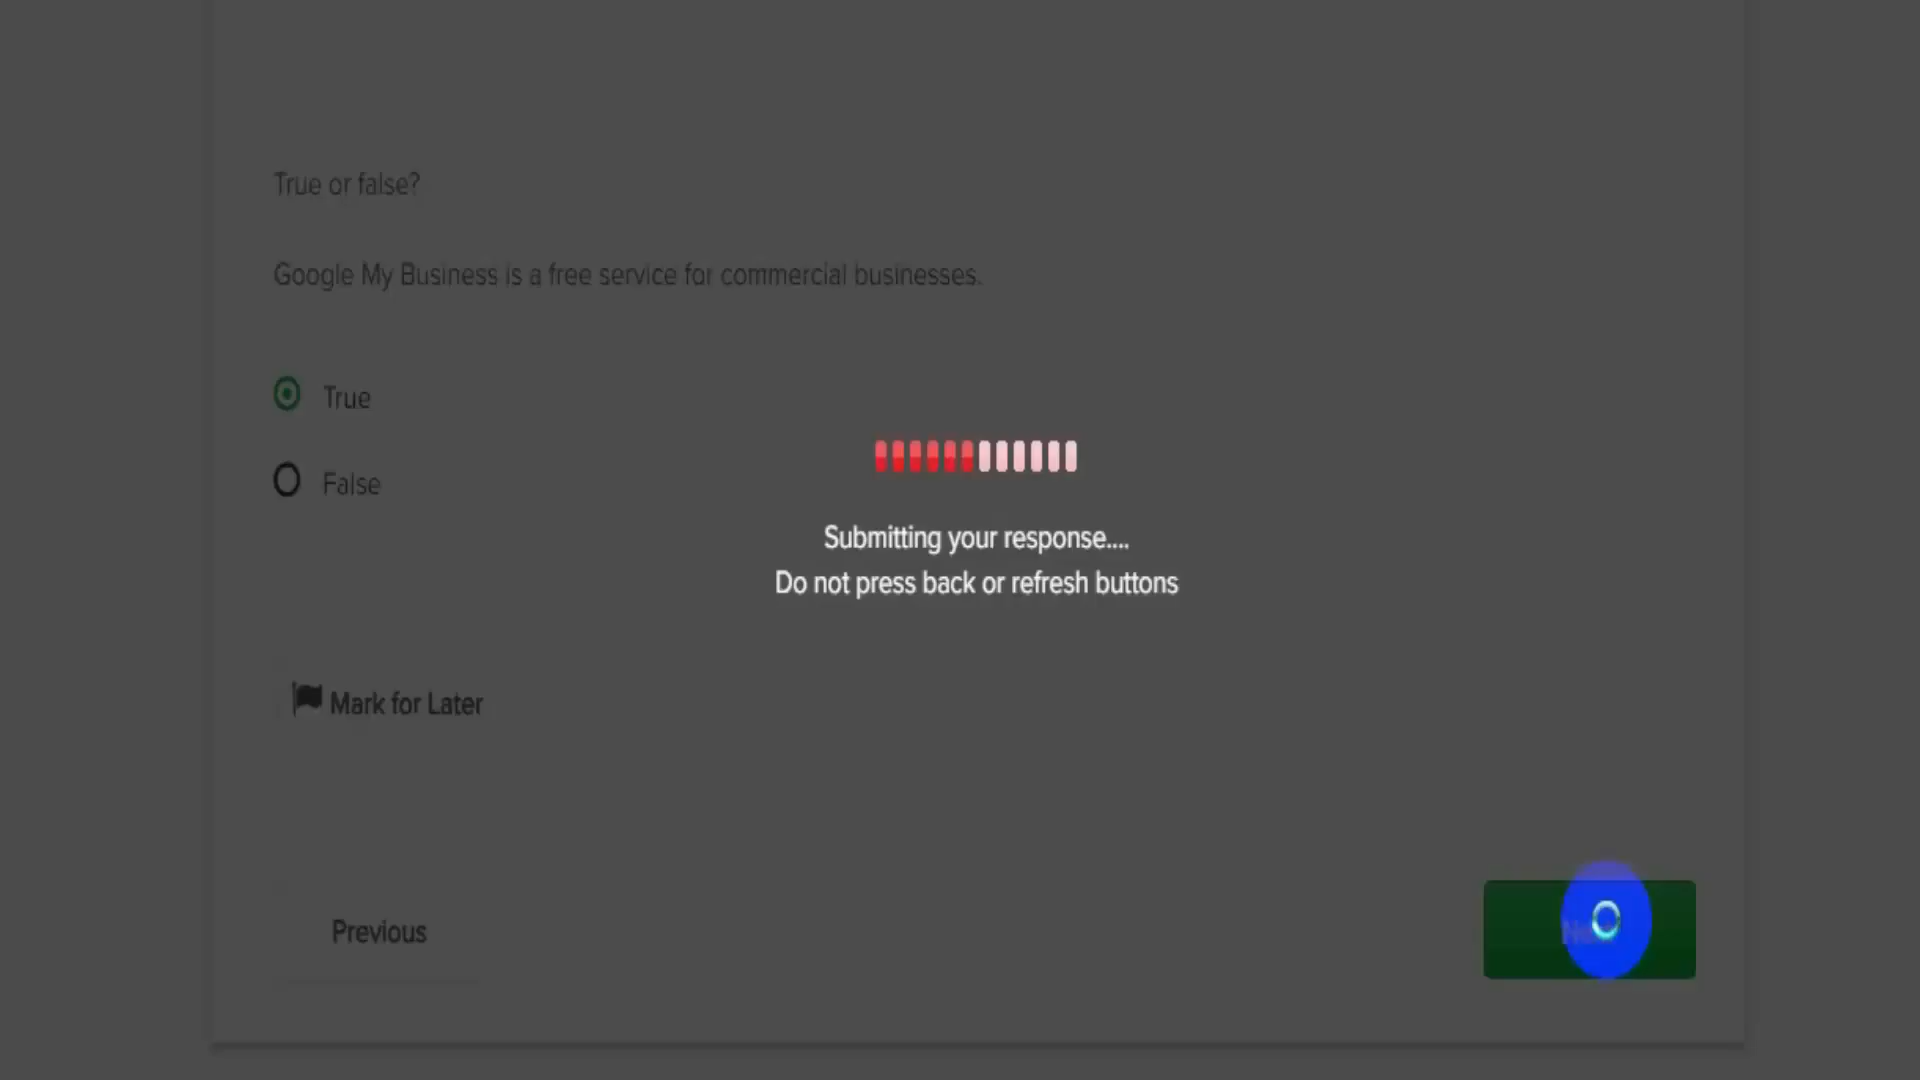 True or false?
Google My Business is a free service for commercial businesses.
True
False
Submitting your response....
Do not press back or refresh buttons
Mark for Later
Previous